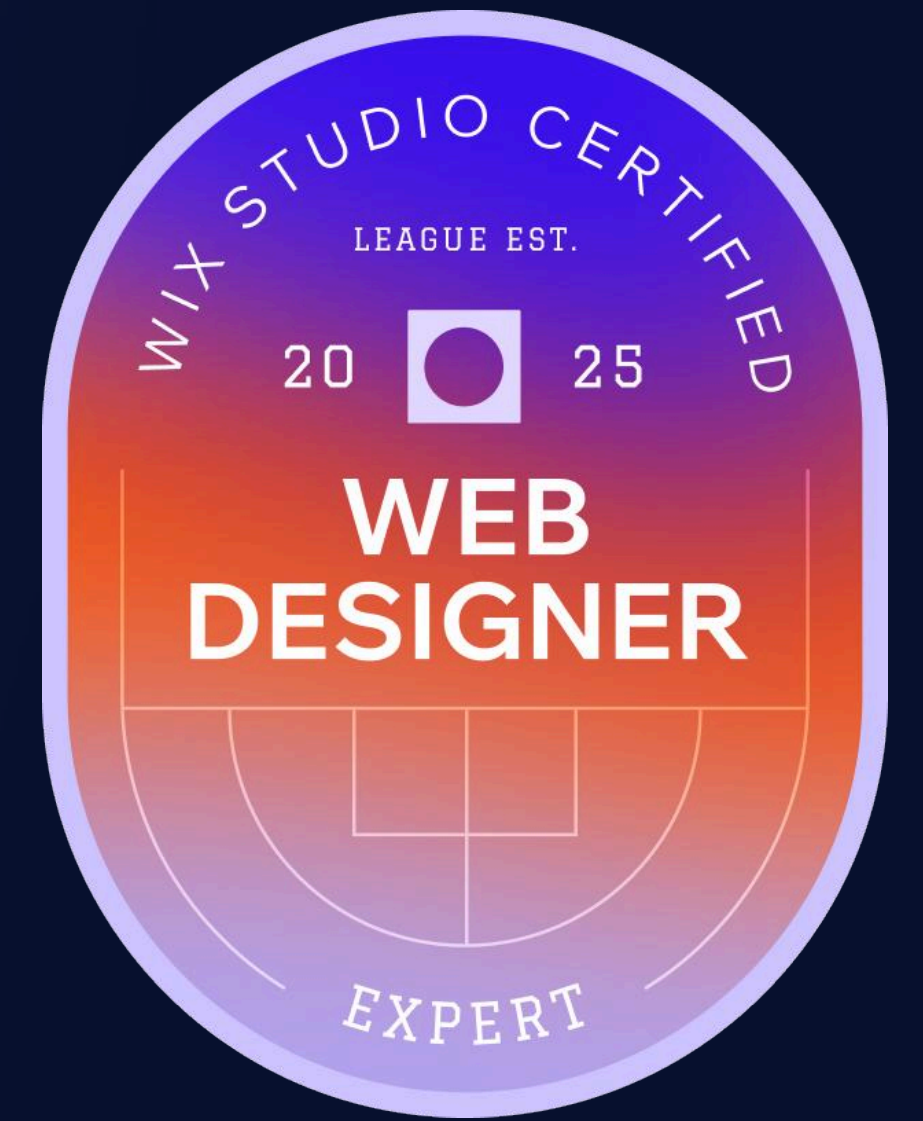 WIX STUDIO CERTIFIED
LEAGUE EST.
20 25
WEB
DESIGNER
EXPERT